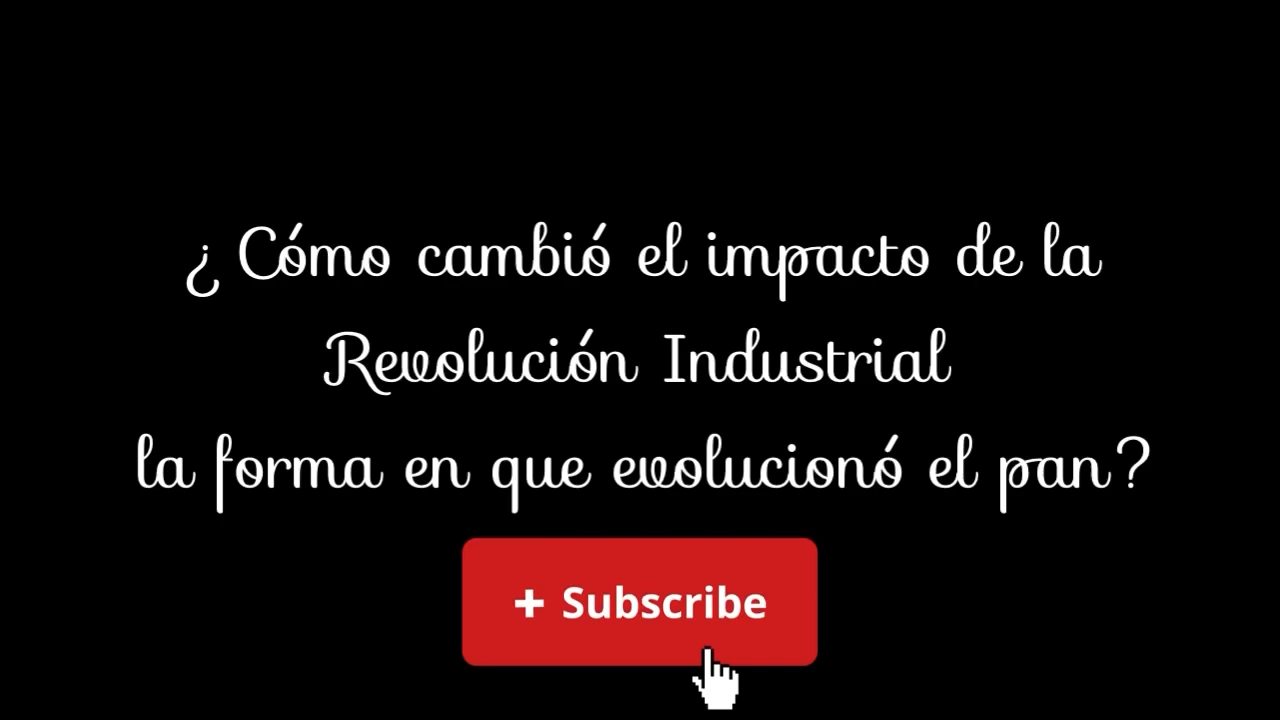 ¿ Cómo cambió el impacto de la
Revolución Industrial
la forma en que evolucionó el pan?
+ Subscribe